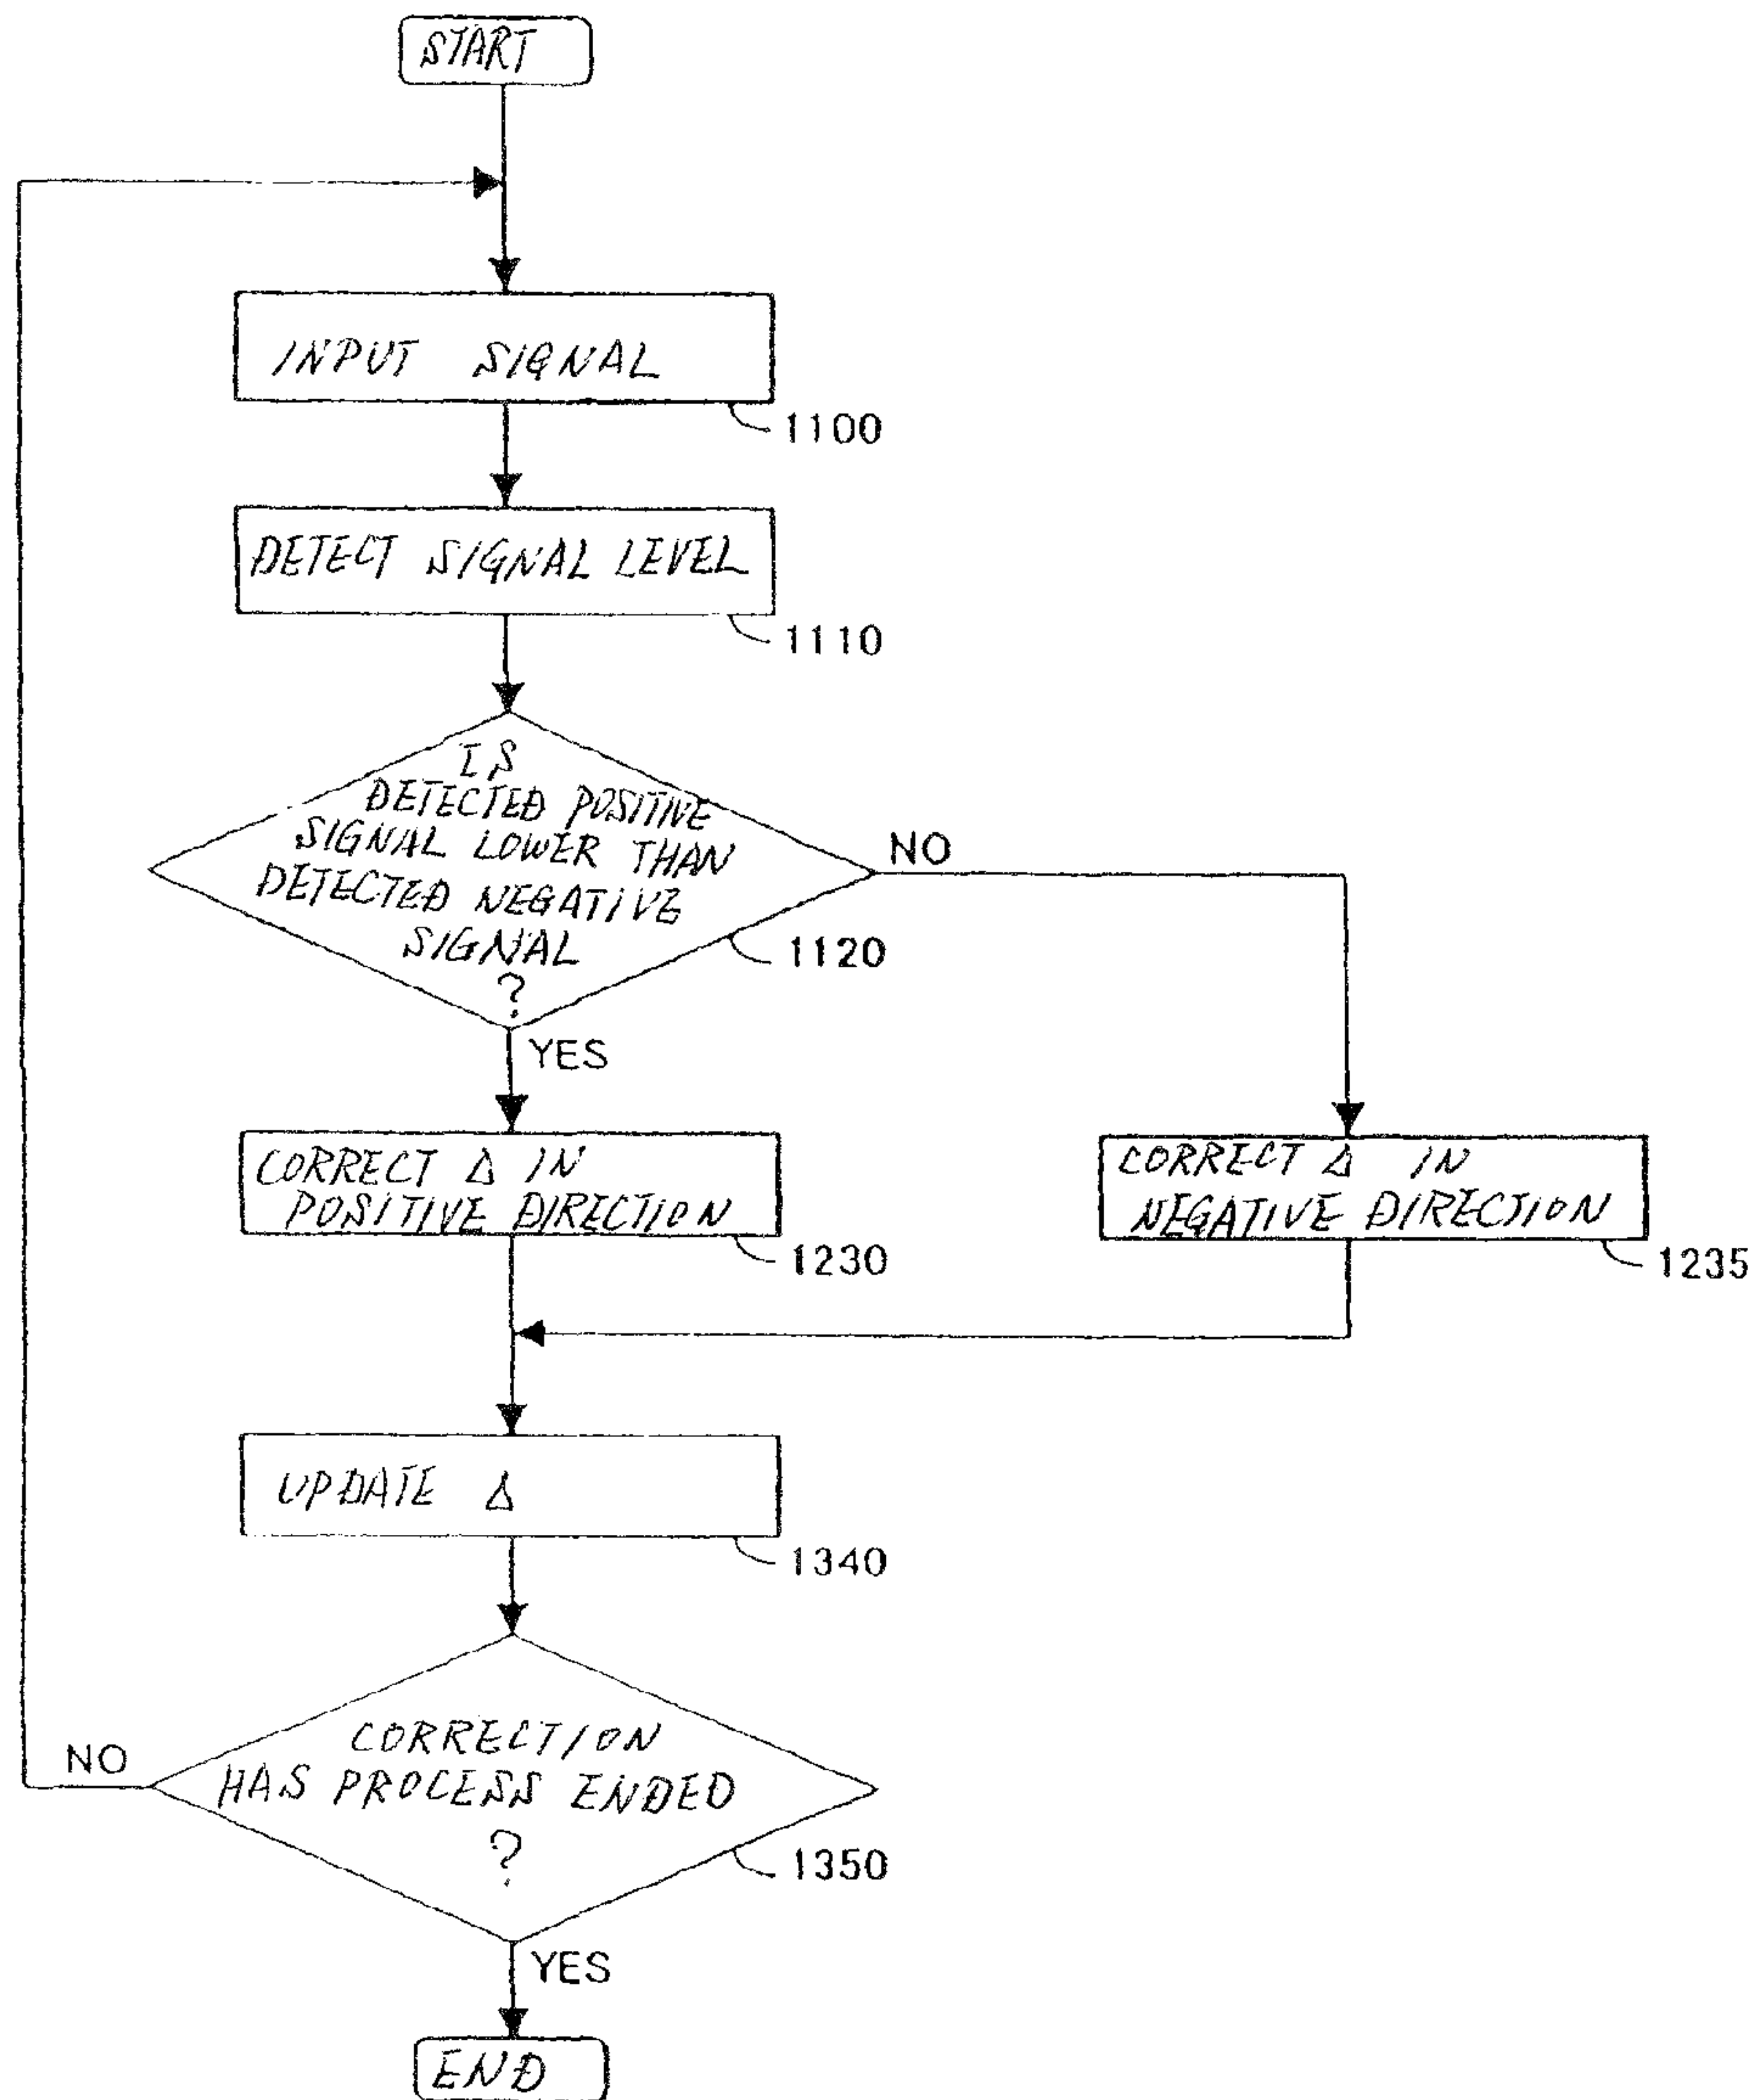 START
INPUT SIGNAL
1100
DETECT SIGNAL LEVEL
1110
IS
DETECTED POSITIVE
SIGNAL LOWER THAN
DETECTED NEGATIVE
SIGNAL
?
NO
1120
YES
CORRECT Δ IN
POSITIVE DIRECTION
1230
CORRECT Δ IN
NEGATIVE DIRECTION
1235
UPDATE Δ
1340
CORRECTION
HAS PROCESS ENDED
?
NO
1350
YES
END